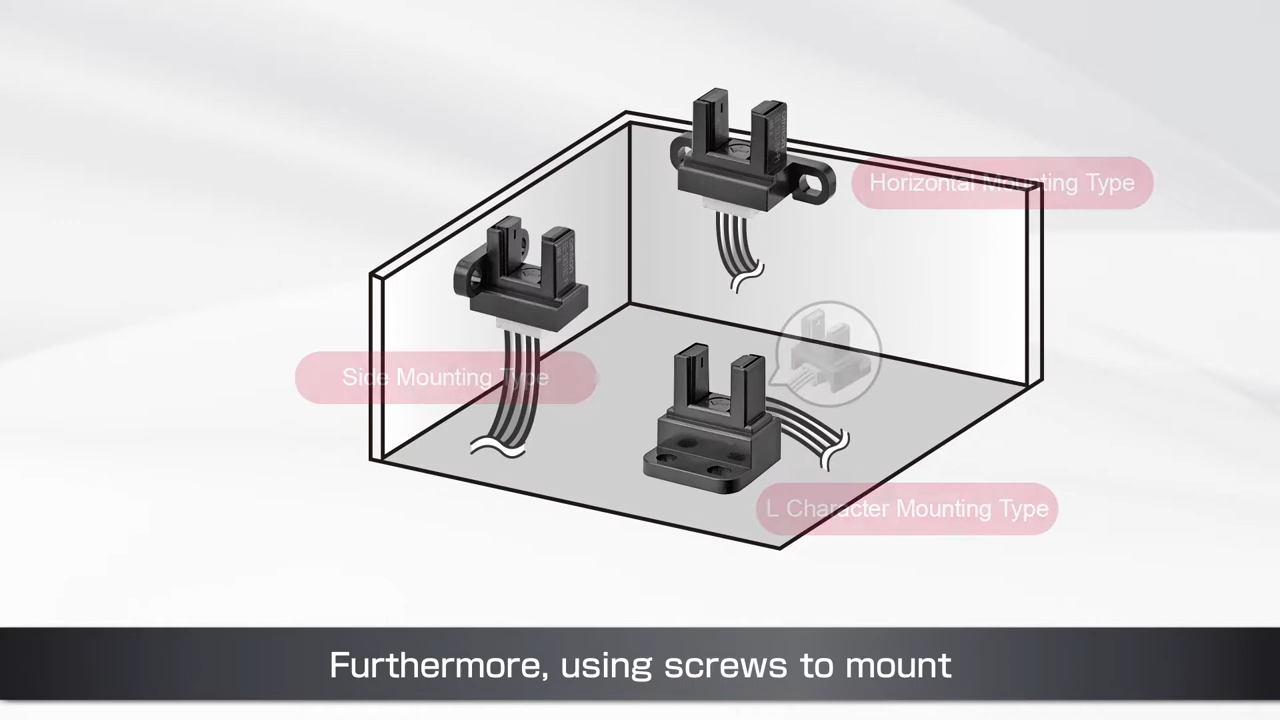 Horizontal Mounting Type
Side Mounting Type
L Character Mounting Type
Furthermore, using screws to mount